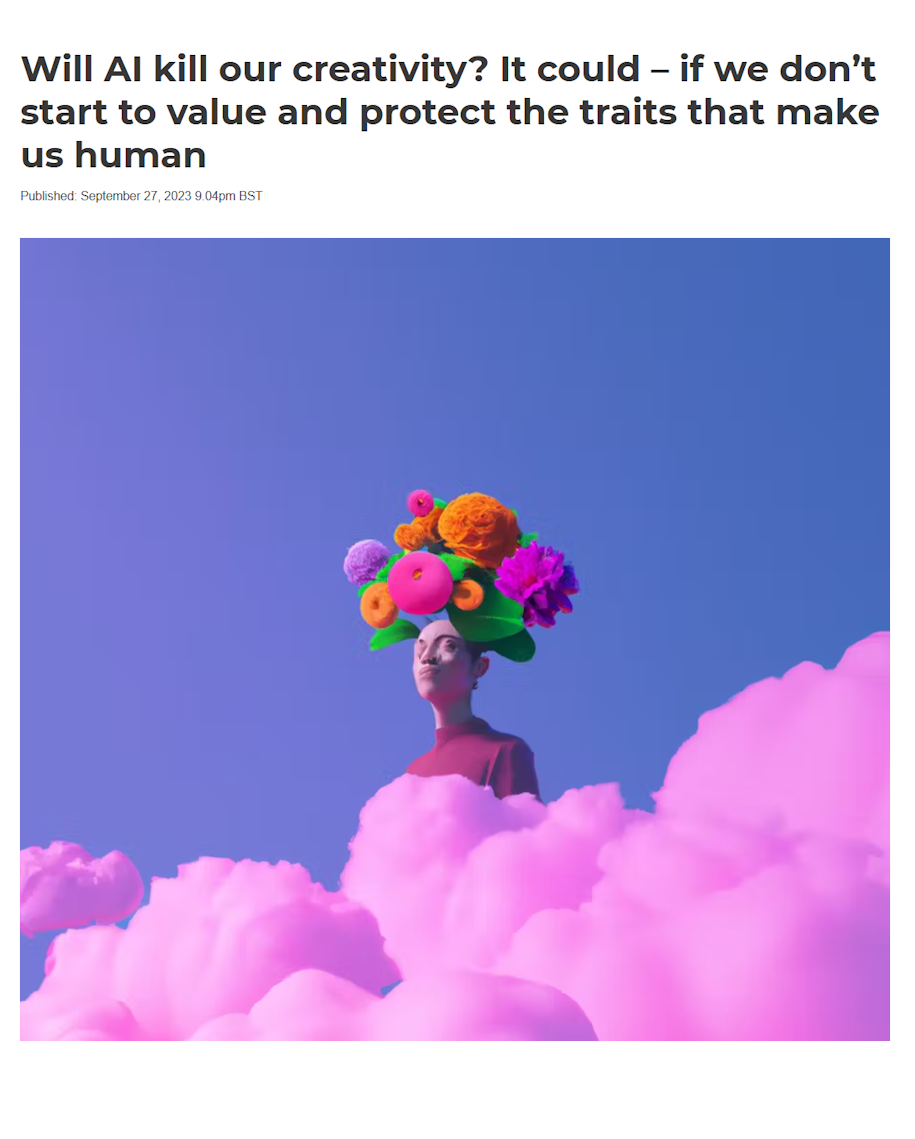 Will AI kill our creativity? It could – if we don’t
start to value and protect the traits that make
us human
Published: September 27, 2023 9.04pm BST